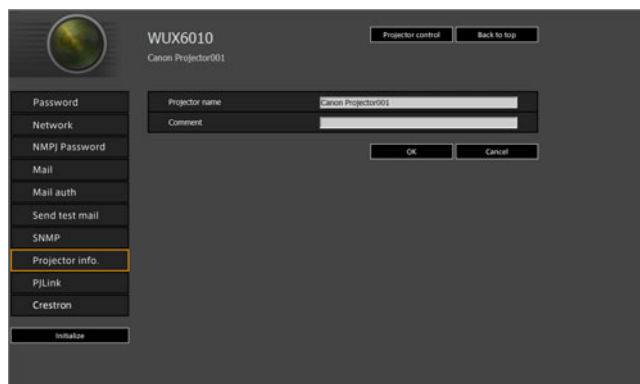 WUX6010
Canon Projector001
Projector control
Back to top
Password
Network
NMPJ Password
Mail
Mail auth
Send test mail
SNMP
Projector info.
PJLink
Crestron
Initialize
Projector name
Canon Projector001
Comment
OK
Cancel